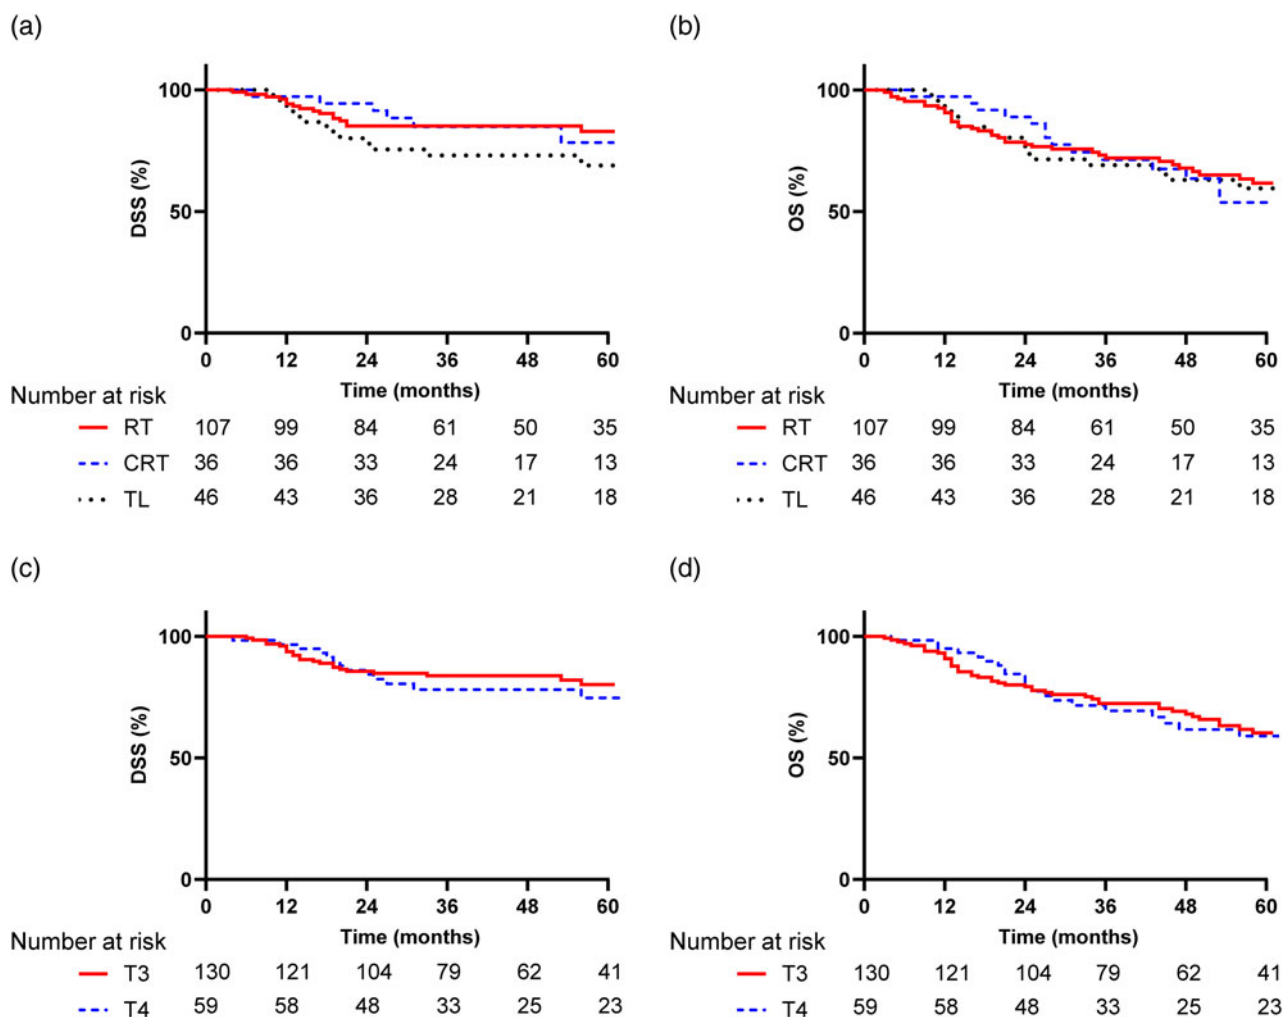 (a)
DSS (%)
100
50
0
0 12 24 36 48 60
Time (months)
Number at risk
RT 107 99 84 61 50 35
CRT 36 36 33 24 17 13
TL 46 43 36 28 21 18
(b)
OS (%)
100
50
0
0 12 24 36 48 60
Time (months)
Number at risk
RT 107 99 84 61 50 35
CRT 36 36 33 24 17 13
TL 46 43 36 28 21 18
(c)
DSS (%)
100
50
0
0 12 24 36 48 60
Time (months)
Number at risk
T3 130 121 104 79 62 41
T4 59 58 48 33 25 23
(d)
OS (%)
100
50
0
0 12 24 36 48 60
Time (months)
Number at risk
T3 130 121 104 79 62 41
T4 59 58 48 33 25 23